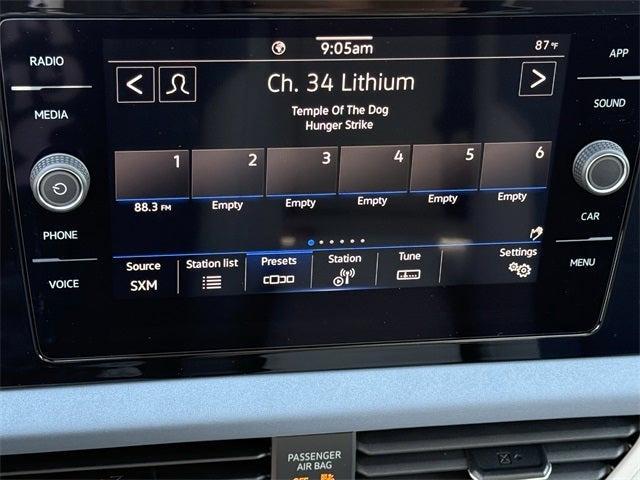 9:05am
87°F
RADIO
APP
Ch. 34 Lithium
MEDIA
SOUND
Temple Of The Dog
Hunger Strike
1
2
3
4
5
6
88.3 FM
Empty
Empty
Empty
Empty
Empty
PHONE
CAR
Source
Station list
Presets
Station
Tune
Settings
SXM
VOICE
MENU
PASSENGER
AIR BAG
OFF